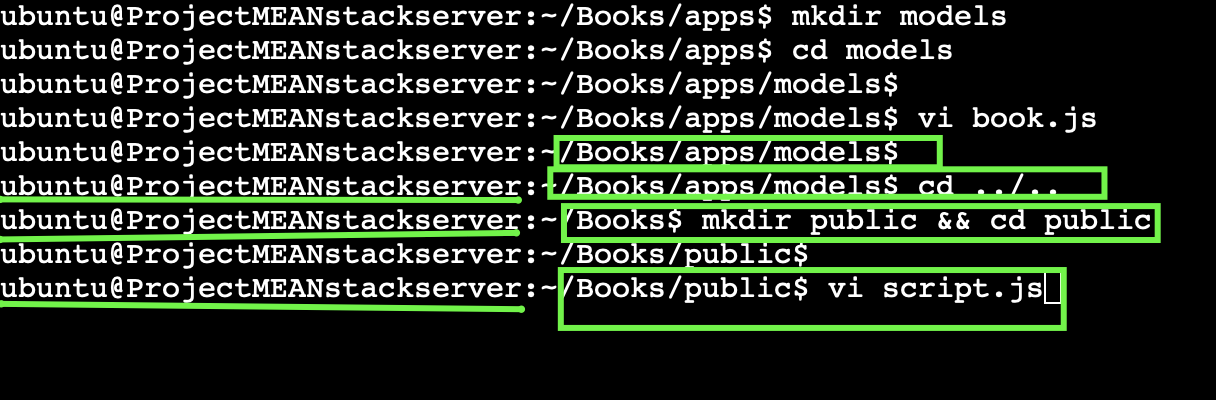 ubuntu@ProjectMEANstackserver:~/Books/apps$ mkdir models
ubuntu@ProjectMEANstackserver:~/Books/apps$ cd models
ubuntu@ProjectMEANstackserver:~/Books/apps/models$
ubuntu@ProjectMEANstackserver:~/Books/apps/models$ vi book.js
ubuntu@ProjectMEANstackserver:~/Books/apps/models$
ubuntu@ProjectMEANstackserver:~/Books/apps/models$ cd ../..
ubuntu@ProjectMEANstackserver:~/Books$ mkdir public && cd public
ubuntu@ProjectMEANstackserver:~/Books/public$
ubuntu@ProjectMEANstackserver:~/Books/public$ vi script.js